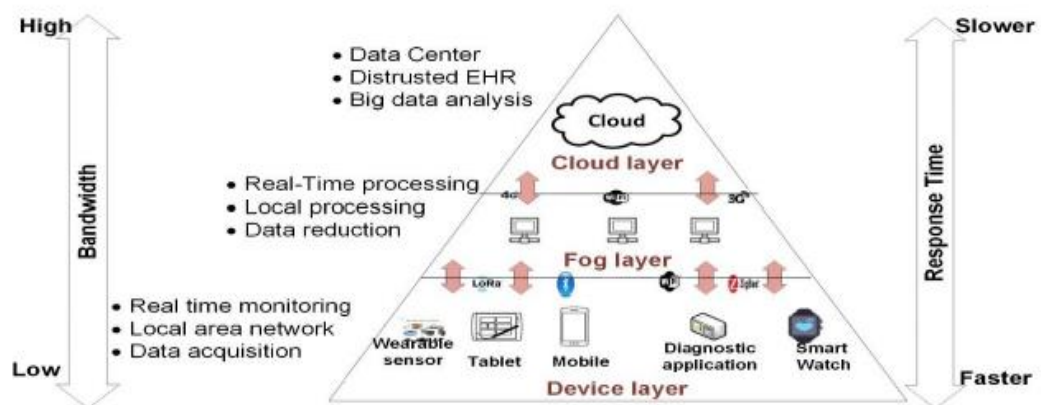 High
Slower
• Data Center
• Distrusted EHR
• Big data analysis
Cloud
Cloud layer
Bandwidth
Response Time
• Real-Time processing
• Local processing
• Data reduction
4G
WiFi
3G
Fog layer
LoRa
• Real time monitoring
• Local area network
• Data acquisition
Wearable
sensor
Tablet
Mobile
Diagnostic
application
Smart
Watch
Low
Faster
Device layer